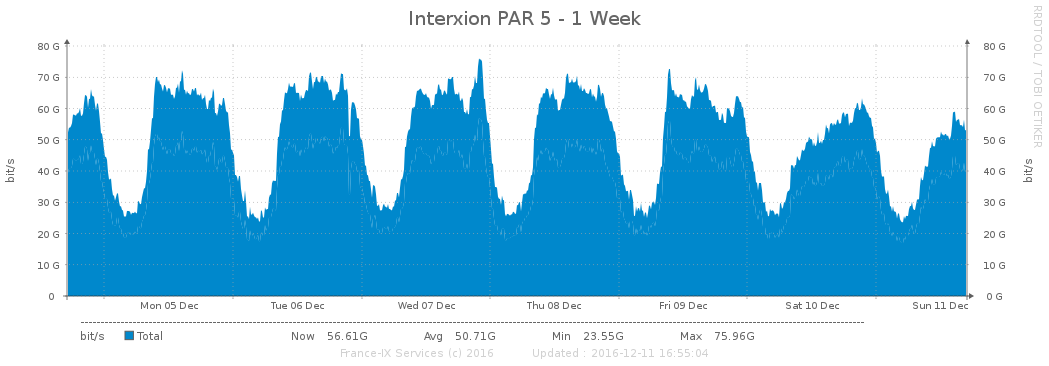 Interxion PAR 5 - 1 Week
RRDTOOL / TOBI OETIKER
bit/s
80 G 80 G
70 G 70 G
60 G 60 G
50 G 50 G
40 G 40 G
30 G 30 G
20 G 20 G
10 G 10 G
0 0 G
bit/s
Mon 05 Dec Tue 06 Dec Wed 07 Dec Thu 08 Dec Fri 09 Dec Sat 10 Dec Sun 11 Dec
bit/s Total Now 56.61G Avg 50.71G Min 23.55G Max 75.96G
France-IX Services (c) 2016 Updated : 2016-12-11 16:55:04